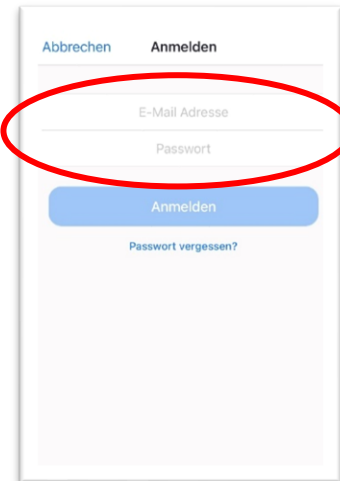 Abbrechen Anmelden
E-Mail Adresse
Passwort
Anmelden
Passwort vergessen?